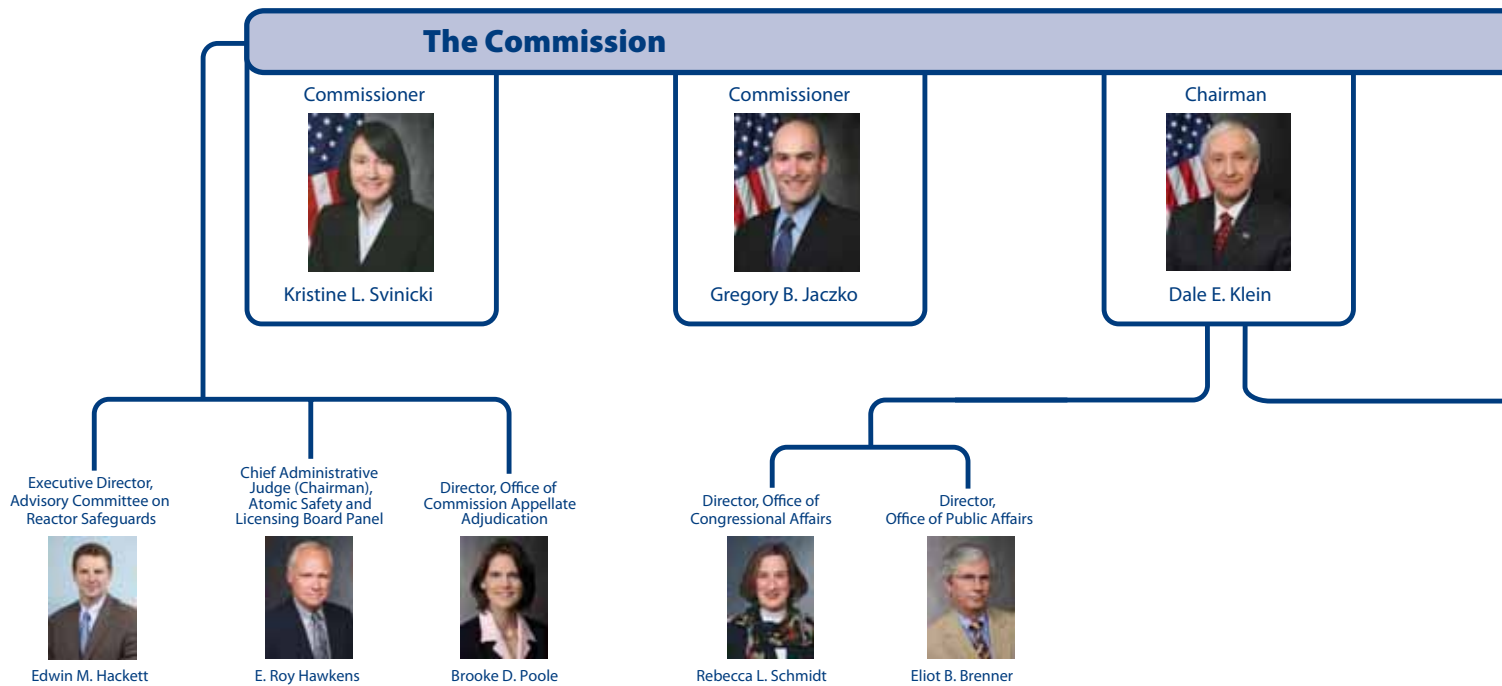 The Commission
Commissioner
Kristine L. Svinicki
Commissioner
Gregory B. Jaczko
Chairman
Dale E. Klein
Executive Director,
Advisory Committee on
Reactor Safeguards
Edwin M. Hackett
Chief Administrative
Judge (Chairman),
Atomic Safety and
Licensing Board Panel
E. Roy Hawkens
Director, Office of
Commission Appellate
Adjudication
Brooke D. Poole
Director, Office of
Congressional Affairs
Rebecca L. Schmidt
Director,
Office of Public Affairs
Eliot B. Brenner